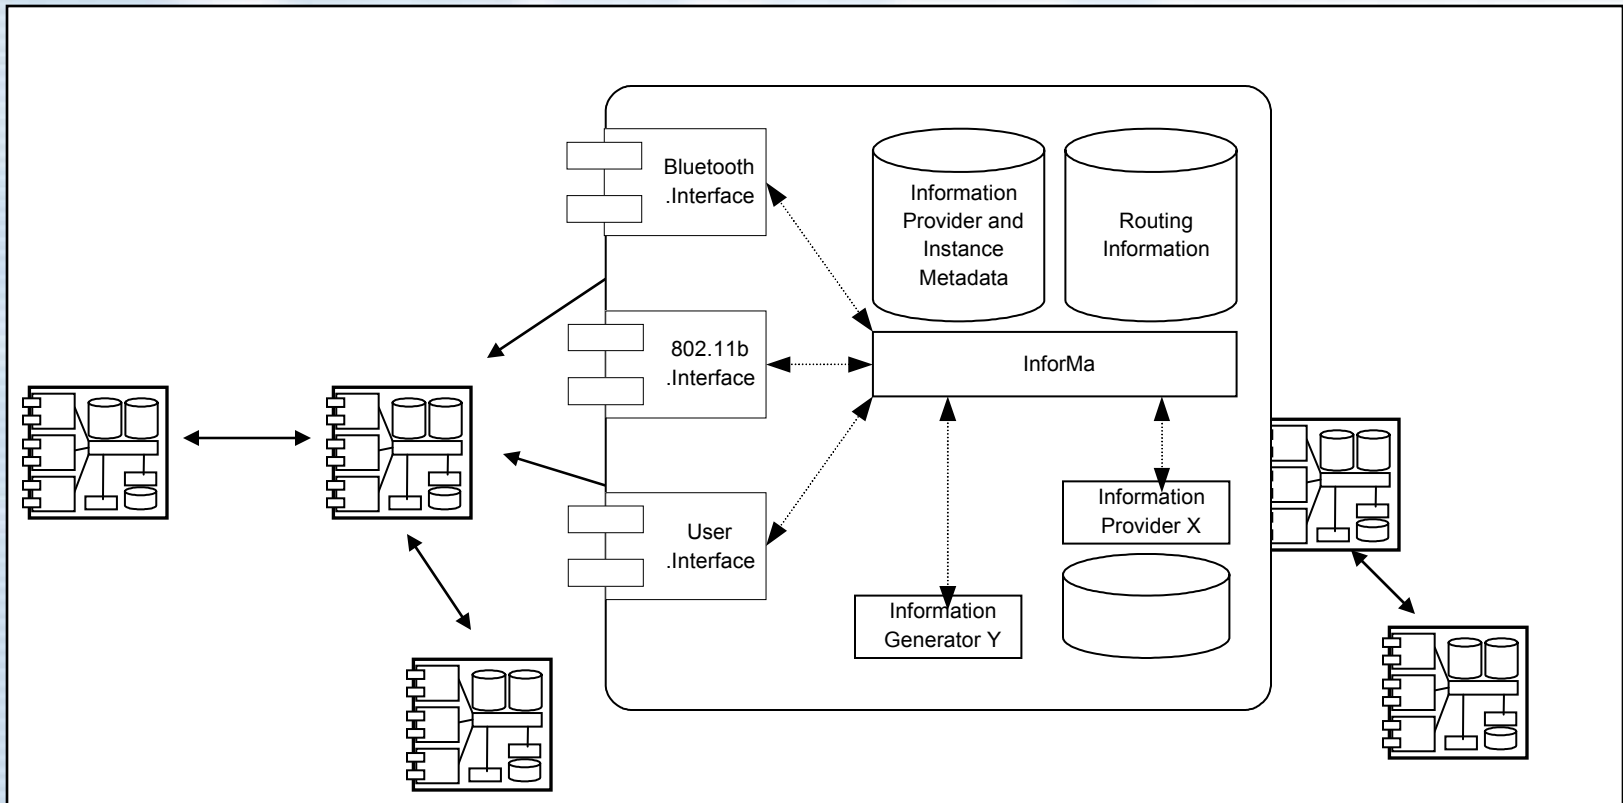 Bluetooth
.Interface
Information
Provider and
Instance
Metadata
Routing
Information
802.11b
.Interface
InforMa
User
.Interface
Information
Provider X
Information
Generator Y